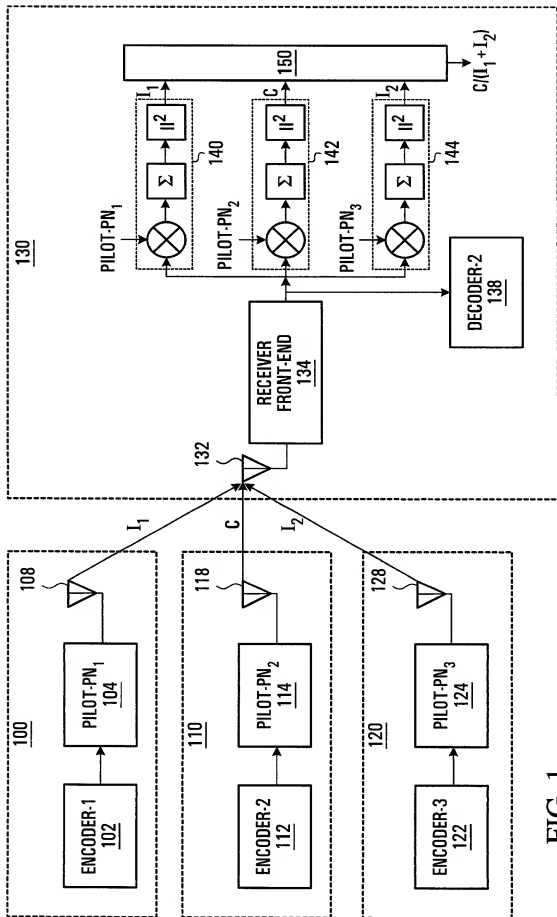 100
ENCODER-1
102
PILOT-PN₁
104
108
110
ENCODER-2
112
PILOT-PN₂
114
118
120
ENCODER-3
122
PILOT-PN₃
124
128
I₁
C
I₂
130
132
RECEIVER
FRONT-END
134
DECODER-2
138
PILOT-PN₁
Σ
||²
140
I₁
PILOT-PN₂
Σ
||²
142
C
PILOT-PN₃
Σ
||²
144
I₂
150
C/(I₁+I₂)
FIG. 1